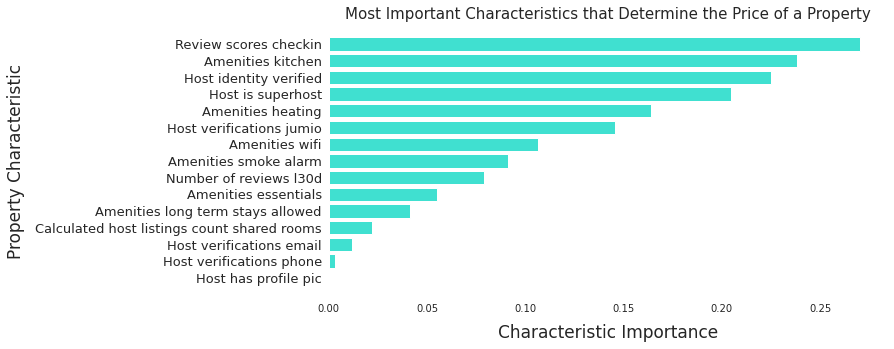 Most Important Characteristics that Determine the Price of a Property
Property Characteristic
Review scores checkin
Amenities kitchen
Host identity verified
Host is superhost
Amenities heating
Host verifications jumio
Amenities wifi
Amenities smoke alarm
Number of reviews l30d
Amenities essentials
Amenities long term stays allowed
Calculated host listings count shared rooms
Host verifications email
Host verifications phone
Host has profile pic
0.00 0.05 0.10 0.15 0.20 0.25
Characteristic Importance